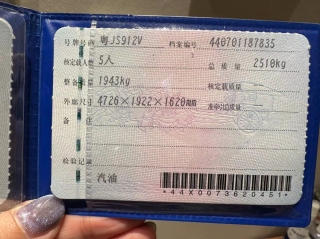 号牌号码 粤JS912V 档案编号 440701187835
核定载人数 5人 总质量 2510kg
整备质量 1943kg 核定载质量 --
外廓尺寸 4726×1922×1620mm 准牵引总质量 --
备注
检验记录
汽油
*44X0073620451*